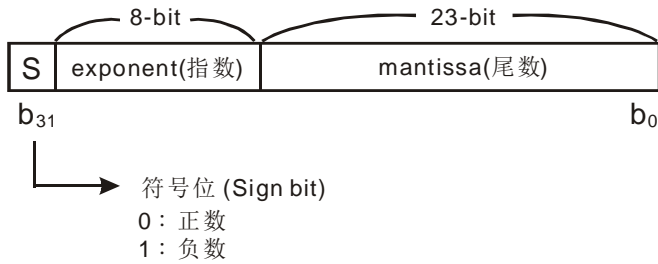 8-bit 23-bit
S exponent(指数) mantissa(尾数)
b31 b0
符号位 (Sign bit)
0：正数
1：负数